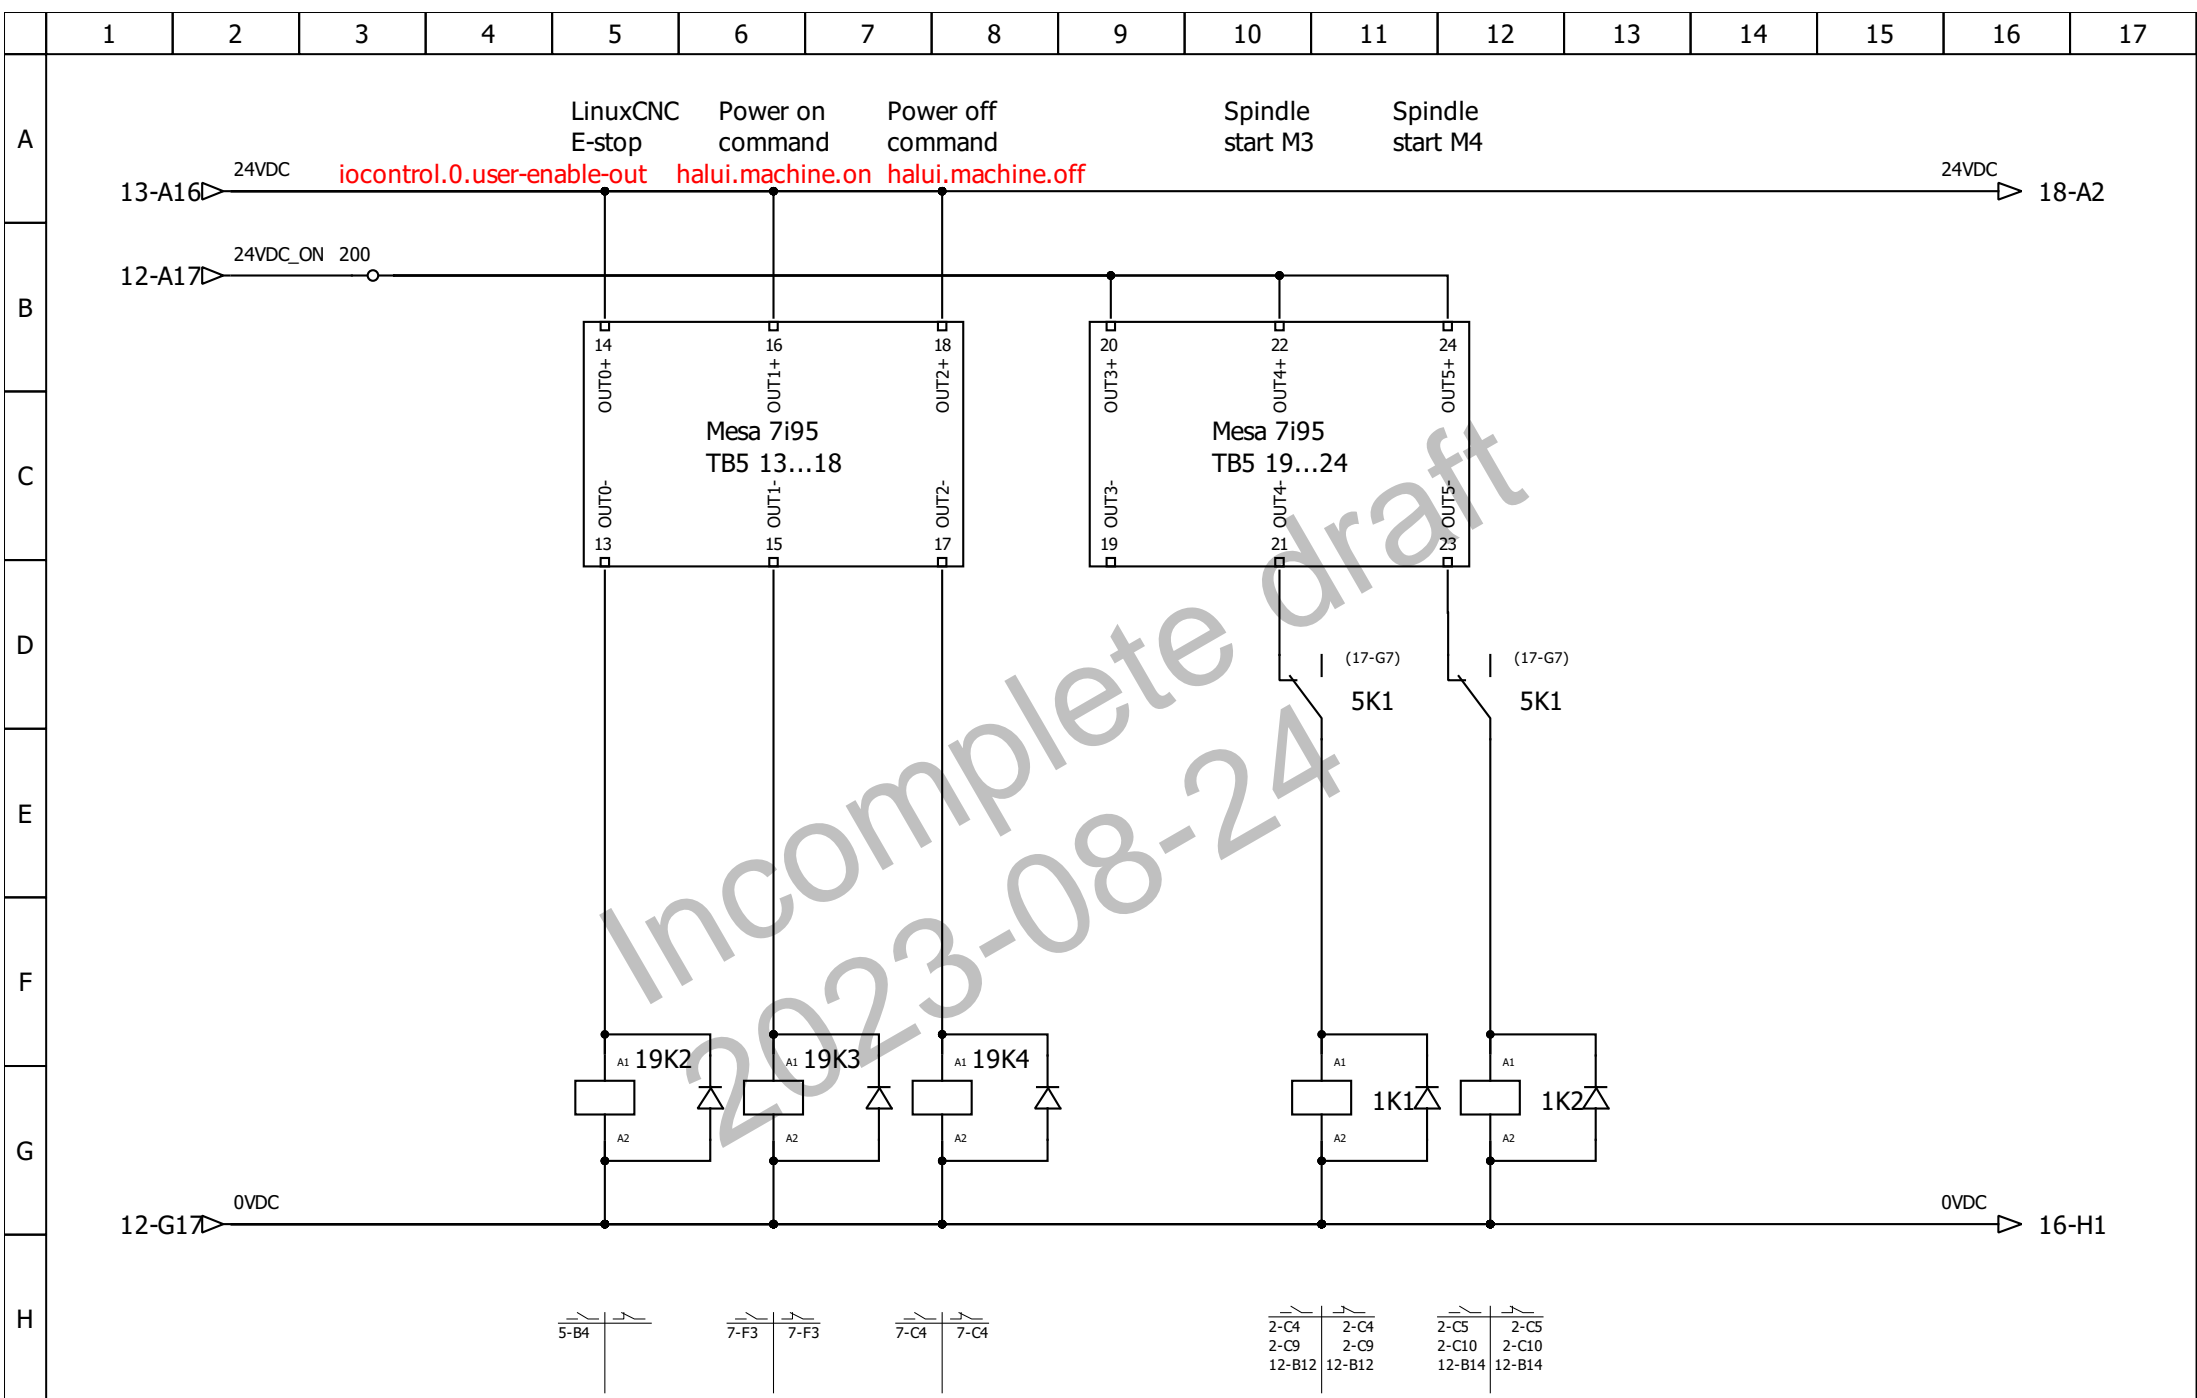 1 2 3 4 5 6 7 8 9 10 11 12 13 14 15 16 17
A
LinuxCNC Power on Power off Spindle Spindle
E-stop command command start M3 start M4
24VDC iocontrol.0.user-enable-out halui.machine.on halui.machine.off 24VDC
13-A16 18-A2
24VDC_ON 200
12-A17
B
14 16 18 20 22 24
OUT0+ OUT1+ OUT2+ OUT3+ OUT4+ OUT5+
Mesa 7i95 Mesa 7i95
TB5 13...18 TB5 19...24
C
OUT0- OUT1- OUT2- OUT3- OUT4- OUT5-
13 15 17 19 21 23
D
(17-G7) (17-G7)
5K1 5K1
Incomplete draft
2023-08-24
E
F
A1 19K2 A1 19K3 A1 19K4 A1 A1
1K1 1K2
A2 A2 A2 A2 A2
G
0VDC 0VDC
12-G17 16-H1
H
5-B4 7-F3 7-F3 7-C4 7-C4 2-C4 2-C4 2-C5 2-C5
2-C9 2-C9 2-C10 2-C10
12-B12 12-B12 12-B14 12-B14